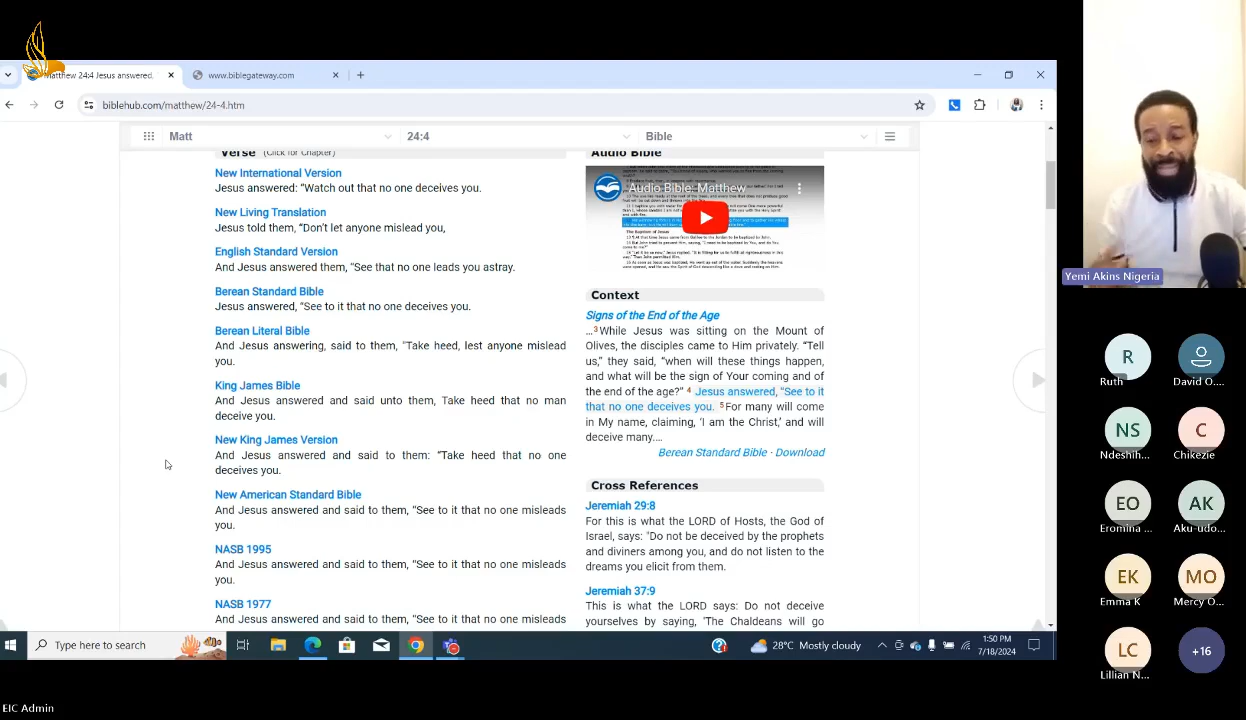 Matthew 24:4 Jesus answered,
www.biblegateway.com
biblehub.com/matthew/24-4.htm
Matt
24:4
Bible
Verse (Click for Chapter)
New International Version
Jesus answered: “Watch out that no one deceives you.
New Living Translation
Jesus told them, “Don’t let anyone mislead you,
English Standard Version
And Jesus answered them, “See that no one leads you astray.
Berean Standard Bible
Jesus answered, “See to it that no one deceives you.
Berean Literal Bible
And Jesus answering, said to them, "Take heed, lest anyone mislead
you.
King James Bible
And Jesus answered and said unto them, Take heed that no man
deceive you.
New King James Version
And Jesus answered and said to them: “Take heed that no one
deceives you.
New American Standard Bible
And Jesus answered and said to them, “See to it that no one misleads
you.
NASB 1995
And Jesus answered and said to them, “See to it that no one misleads
you.
NASB 1977
And Jesus answered and said to them, “See to it that no one misleads
Audio Bible
Audio Bible: Matthew
Context
Signs of the End of the Age
…3While Jesus was sitting on the Mount of
Olives, the disciples came to Him privately. “Tell
us,” they said, “when will these things happen,
and what will be the sign of Your coming and of
the end of the age?” 4 Jesus answered, “See to it
that no one deceives you. 5For many will come
in My name, claiming, ‘I am the Christ,’ and will
deceive many.…
Berean Standard Bible · Download
Cross References
Jeremiah 29:8
For this is what the LORD of Hosts, the God of
Israel, says: "Do not be deceived by the prophets
and diviners among you, and do not listen to the
dreams you elicit from them.
Jeremiah 37:9
This is what the LORD says: Do not deceive
yourselves by saying, 'The Chaldeans will go
Type here to search
28°C Mostly cloudy
1:50 PM
7/18/2024
EIC Admin
Yemi Akins Nigeria
R
Ruth
David O...
NS
Ndeshih...
C
Chikezie
EO
Eromina ...
AK
Aku-udo...
EK
Emma K
MO
Mercy O...
LC
Lillian N...
+16